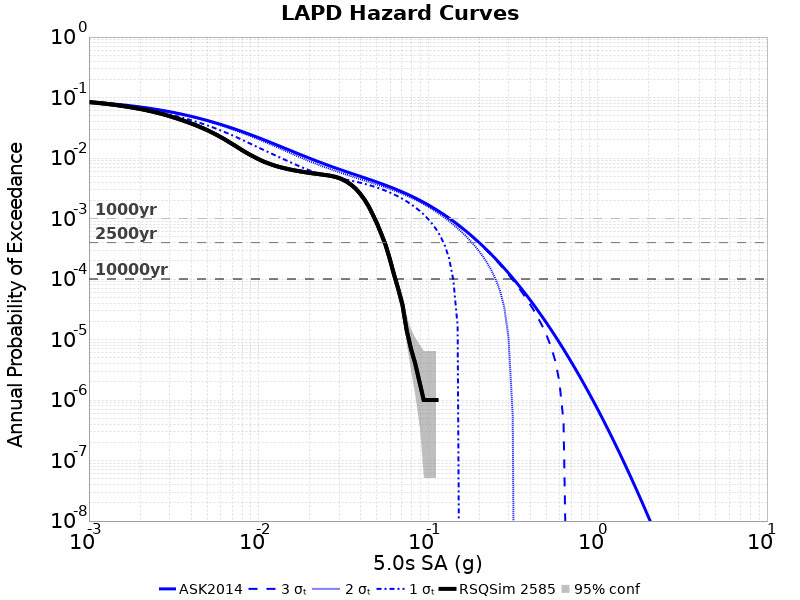 LAPD Hazard Curves
10^0
10^-1
10^-2
10^-3
10^-4
10^-5
10^-6
10^-7
10^-8
Annual Probability of Exceedance
1000yr
2500yr
10000yr
10^-3 10^-2 10^-1 10^0 10^1
5.0s SA (g)
ASK2014 3 σₜ 2 σₜ 1 σₜ RSQSim 2585 95% conf